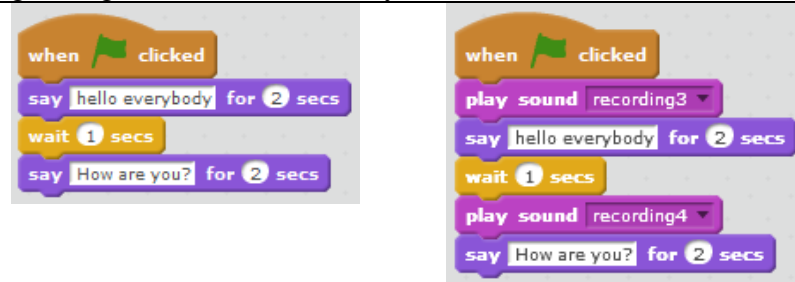 when clicked
say hello everybody for 2 secs
wait 1 secs
say How are you? for 2 secs
when clicked
play sound recording3
say hello everybody for 2 secs
wait 1 secs
play sound recording4
say How are you? for 2 secs